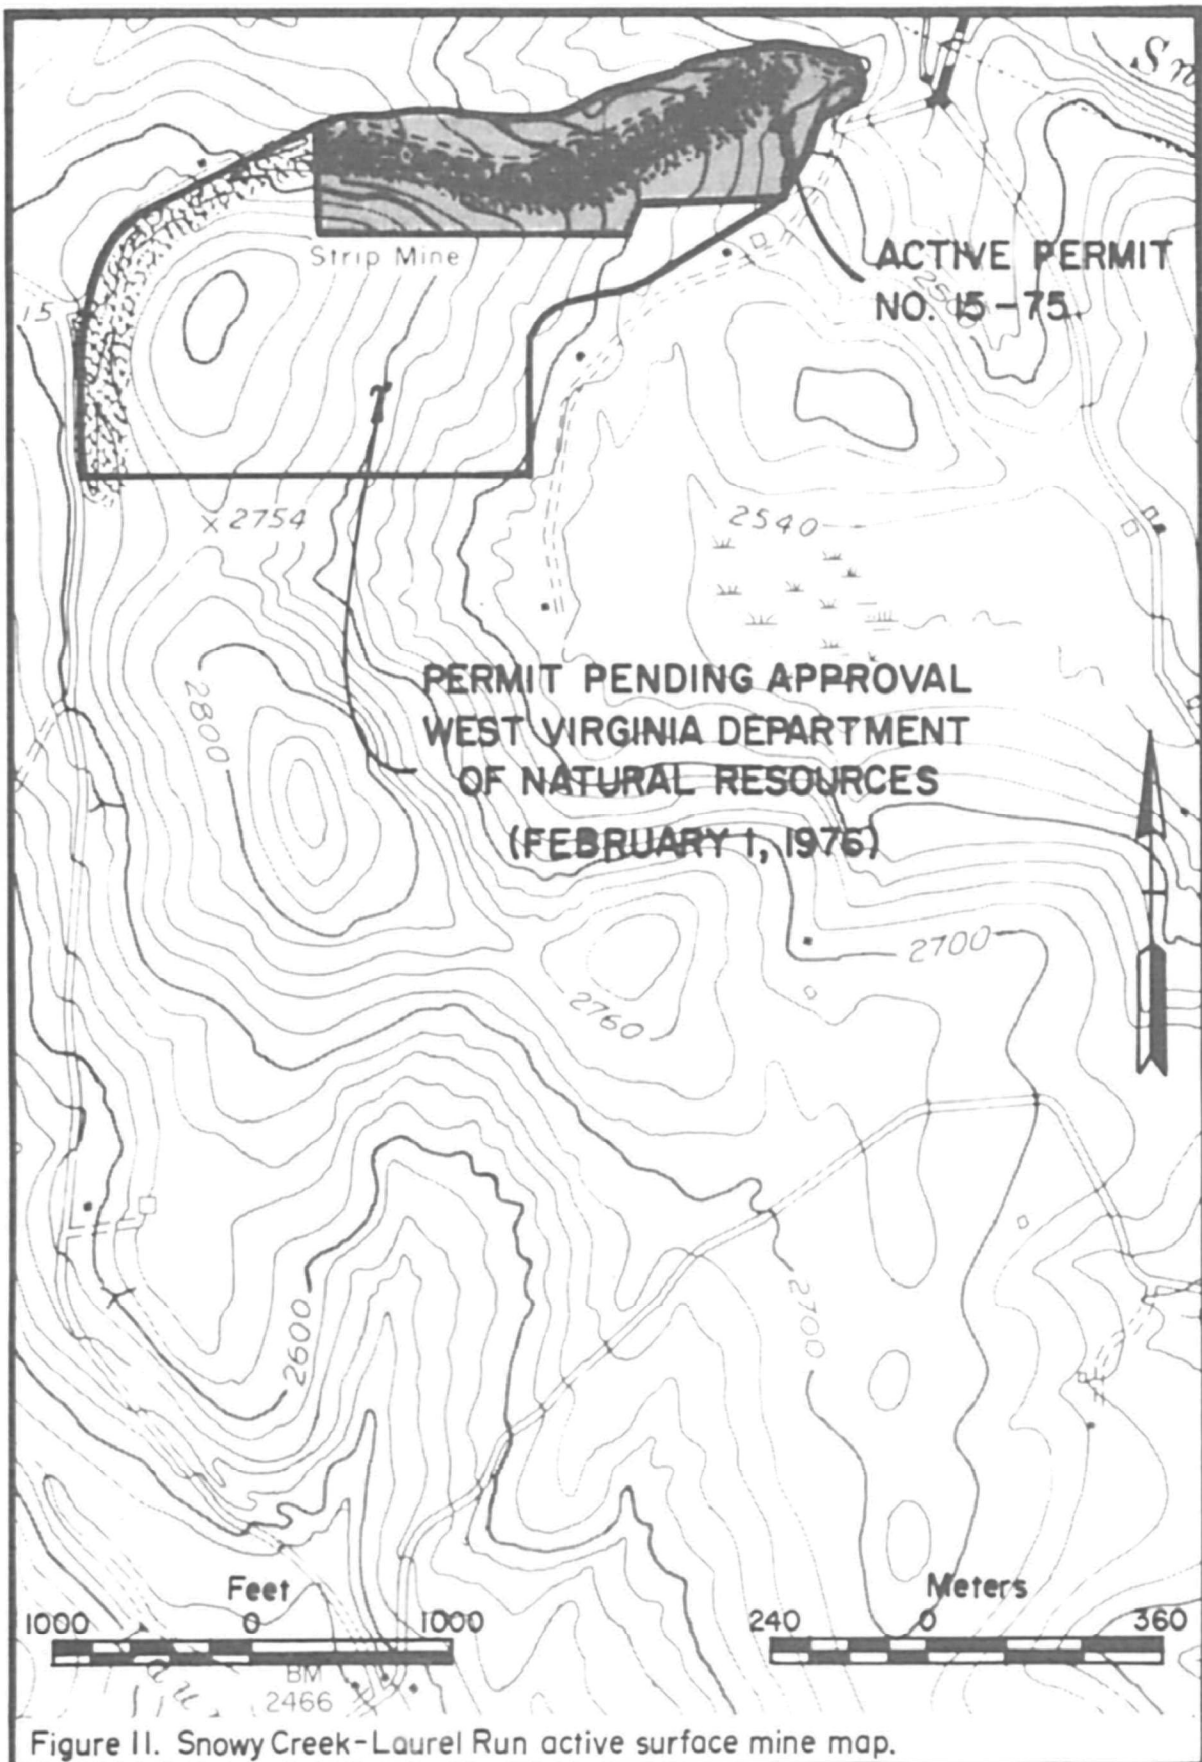 Sn
ACTIVE PERMIT
NO. 15-75
Strip Mine
15
2754
2540
PERMIT PENDING APPROVAL
WEST VIRGINIA DEPARTMENT
OF NATURAL RESOURCES
(FEBRUARY 1, 1976)
2800
2700
2760
2600
2700
Feet
1000 0 1000
Meters
240 0 360
BM
2466
Figure 11. Snowy Creek-Laurel Run active surface mine map.